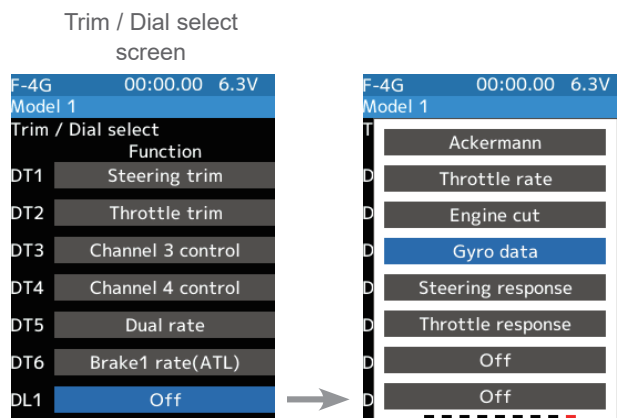 Trim / Dial select
screen
F-4G 00:00.00 6.3V
Model 1
Trim / Dial select
Function
DT1 Steering trim
DT2 Throttle trim
DT3 Channel 3 control
DT4 Channel 4 control
DT5 Dual rate
DT6 Brake1 rate(ATL)
DL1 Off
F-4G 00:00.00 6.3V
Model 1
T
Ackermann
D Throttle rate
D Engine cut
D Gyro data
D Steering response
D Throttle response
D Off
D Off